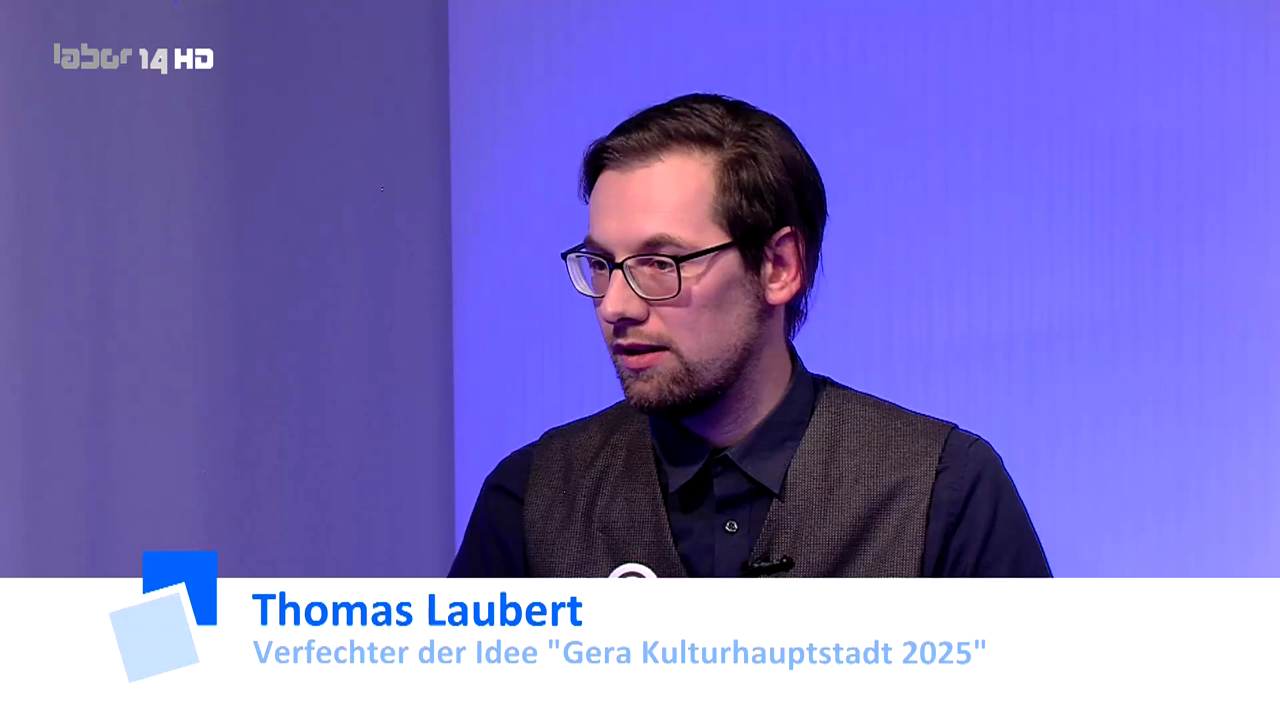 labor 14 HD
Thomas Laubert
Verfechter der Idee "Gera Kulturhauptstadt 2025"